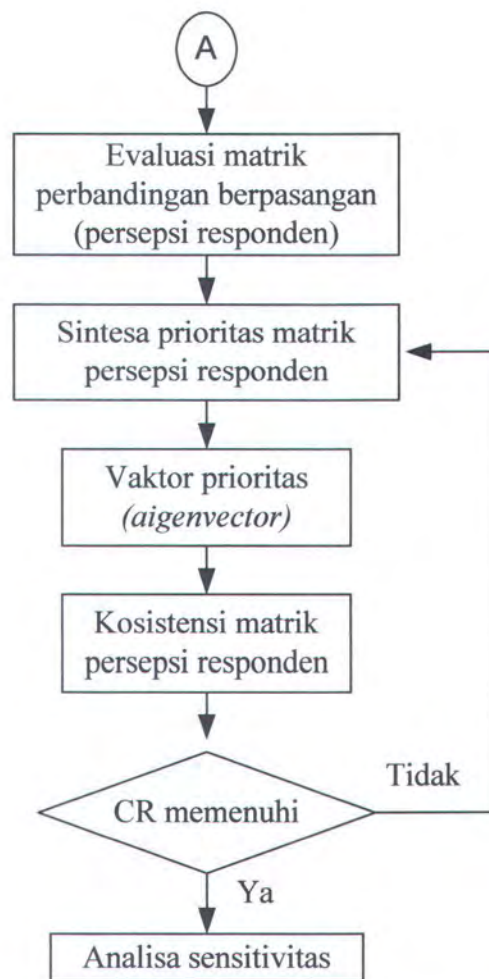 A
Evaluasi matrik
perbandingan berpasangan
(persepsi responden)
Sintesa prioritas matrik
persepsi responden
Vaktor prioritas
(aigenvector)
Kosistensi matrik
persepsi responden
CR memenuhi
Tidak
Ya
Analisa sensitivitas